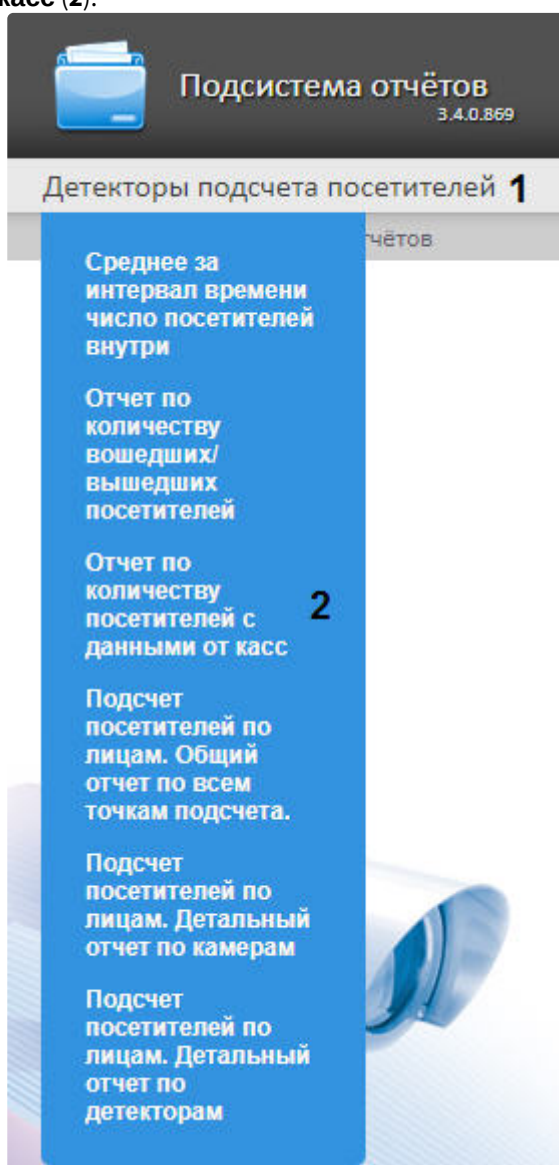 касс (2).
Подсистема отчётов
3.4.0.869
Детекторы подсчета посетителей 1
чётов
Среднее за
интервал времени
число посетителей
внутри
Отчет по
количеству
вошедших/
вышедших
посетителей
Отчет по
количеству
посетителей с
данными от касс
2
Подсчет
посетителей по
лицам. Общий
отчет по всем
точкам подсчета.
Подсчет
посетителей по
лицам. Детальный
отчет по камерам
Подсчет
посетителей по
лицам. Детальный
отчет по
детекторам